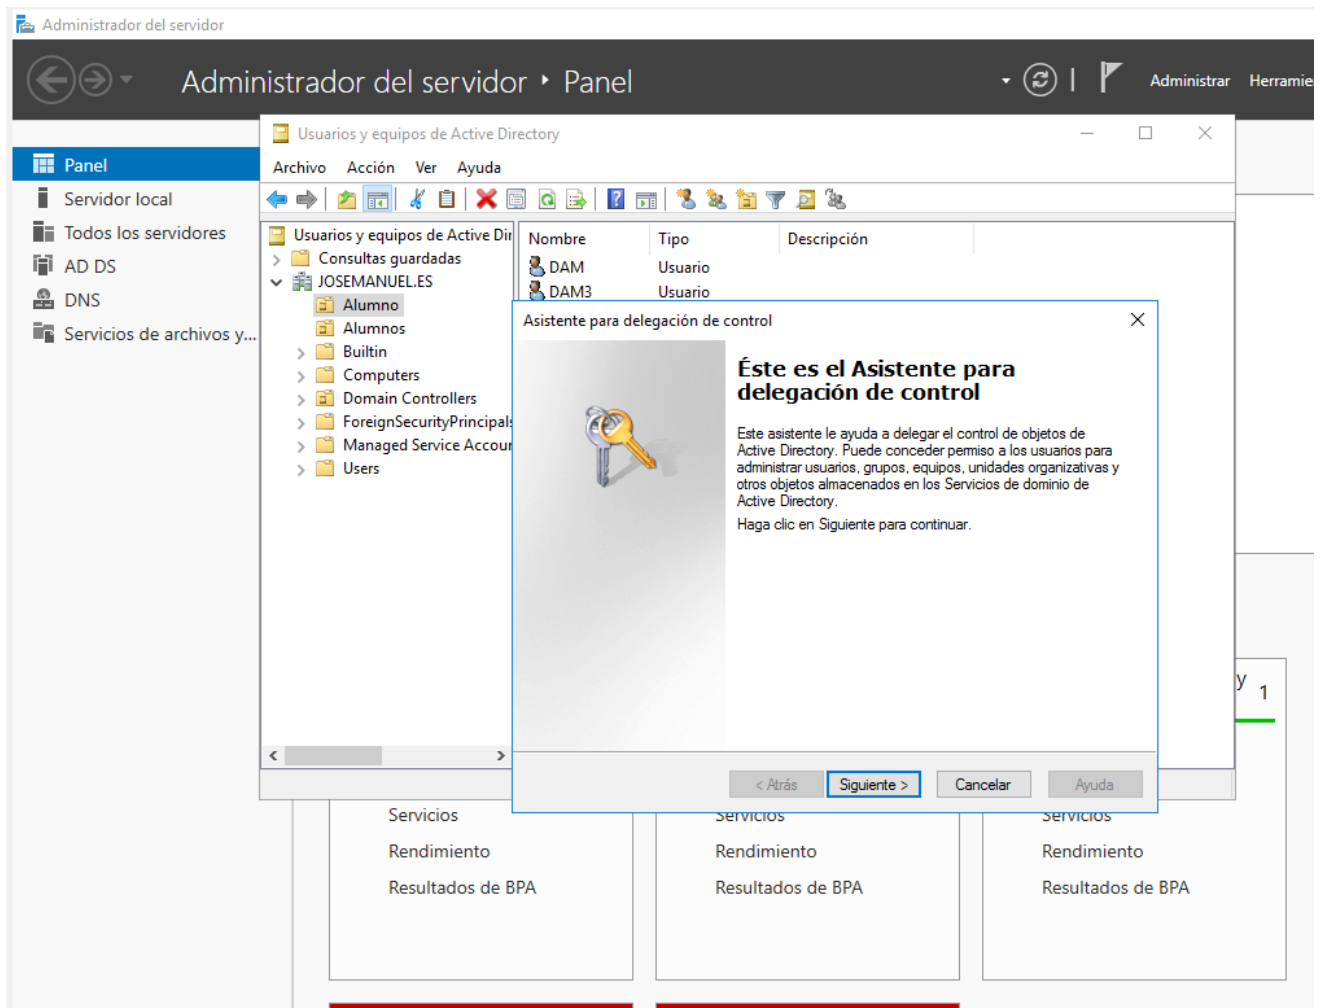 Administrador del servidor
Administrador del servidor ‣ Panel
Administrar Herramie
Panel
Servidor local
Todos los servidores
AD DS
DNS
Servicios de archivos y...
Usuarios y equipos de Active Directory
Archivo Acción Ver Ayuda
Usuarios y equipos de Active Dir
Consultas guardadas
JOSEMANUEL.ES
Alumno
Alumnos
Builtin
Computers
Domain Controllers
ForeignSecurityPrincipals
Managed Service Accour
Users
Nombre Tipo Descripción
DAM Usuario
DAM3 Usuario
Asistente para delegación de control
Éste es el Asistente para
delegación de control
Este asistente le ayuda a delegar el control de objetos de
Active Directory. Puede conceder permiso a los usuarios para
administrar usuarios, grupos, equipos, unidades organizativas y
otros objetos almacenados en los Servicios de dominio de
Active Directory.
Haga clic en Siguiente para continuar.
< Atrás Siguiente > Cancelar Ayuda
y 1
Servicios Servicios Servicios
Rendimiento Rendimiento Rendimiento
Resultados de BPA Resultados de BPA Resultados de BPA